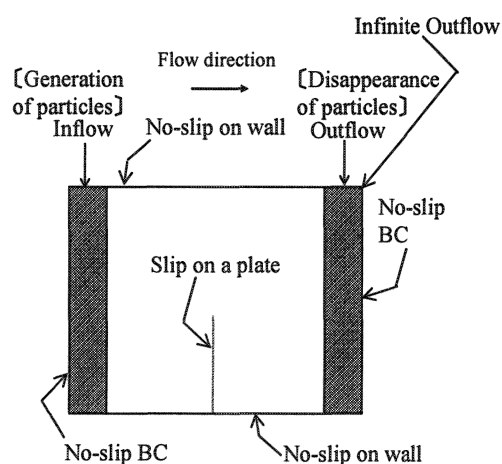 Infinite Outflow
Flow direction
〔Generation
of particles〕
Inflow
〔Disappearance
of particles〕
Outflow
No-slip on wall
No-slip
BC
Slip on a plate
No-slip BC
No-slip on wall